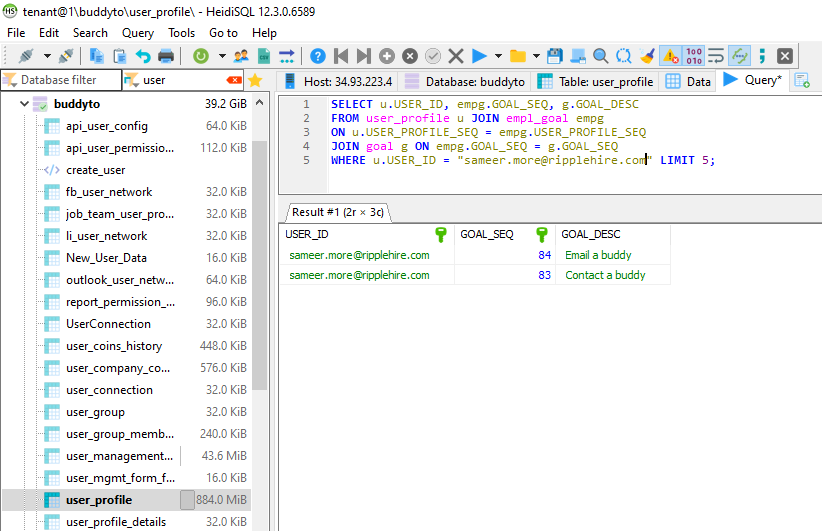 HS tenant@1\buddyto\user_profile\ - HeidiSQL 12.3.0.6589
File Edit Search Query Tools Go to Help
Database filter user Host: 34.93.223.4 Database: buddyto Table: user_profile Data Query*
buddyto 39.2 GiB
api_user_config 64.0 KiB
api_user_permissio... 112.0 KiB
create_user
fb_user_network 32.0 KiB
job_team_user_pro... 32.0 KiB
li_user_network 32.0 KiB
New_User_Data 16.0 KiB
outlook_user_netw... 64.0 KiB
report_permission_... 96.0 KiB
UserConnection 32.0 KiB
user_coins_history 448.0 KiB
user_company_co... 576.0 KiB
user_connection 32.0 KiB
user_group 32.0 KiB
user_group_memb... 240.0 KiB
user_management... 43.6 MiB
user_mgmt_form_f... 16.0 KiB
user_profile 884.0 MiB
user_profile_details 32.0 KiB
1 SELECT u.USER_ID, empg.GOAL_SEQ, g.GOAL_DESC
2 FROM user_profile u JOIN empl_goal empg
3 ON u.USER_PROFILE_SEQ = empg.USER_PROFILE_SEQ
4 JOIN goal g ON empg.GOAL_SEQ = g.GOAL_SEQ
5 WHERE u.USER_ID = "sameer.more@ripplehire.com" LIMIT 5;
Result #1 (2r × 3c)
USER_ID GOAL_SEQ GOAL_DESC
sameer.more@ripplehire.com 84 Email a buddy
sameer.more@ripplehire.com 83 Contact a buddy